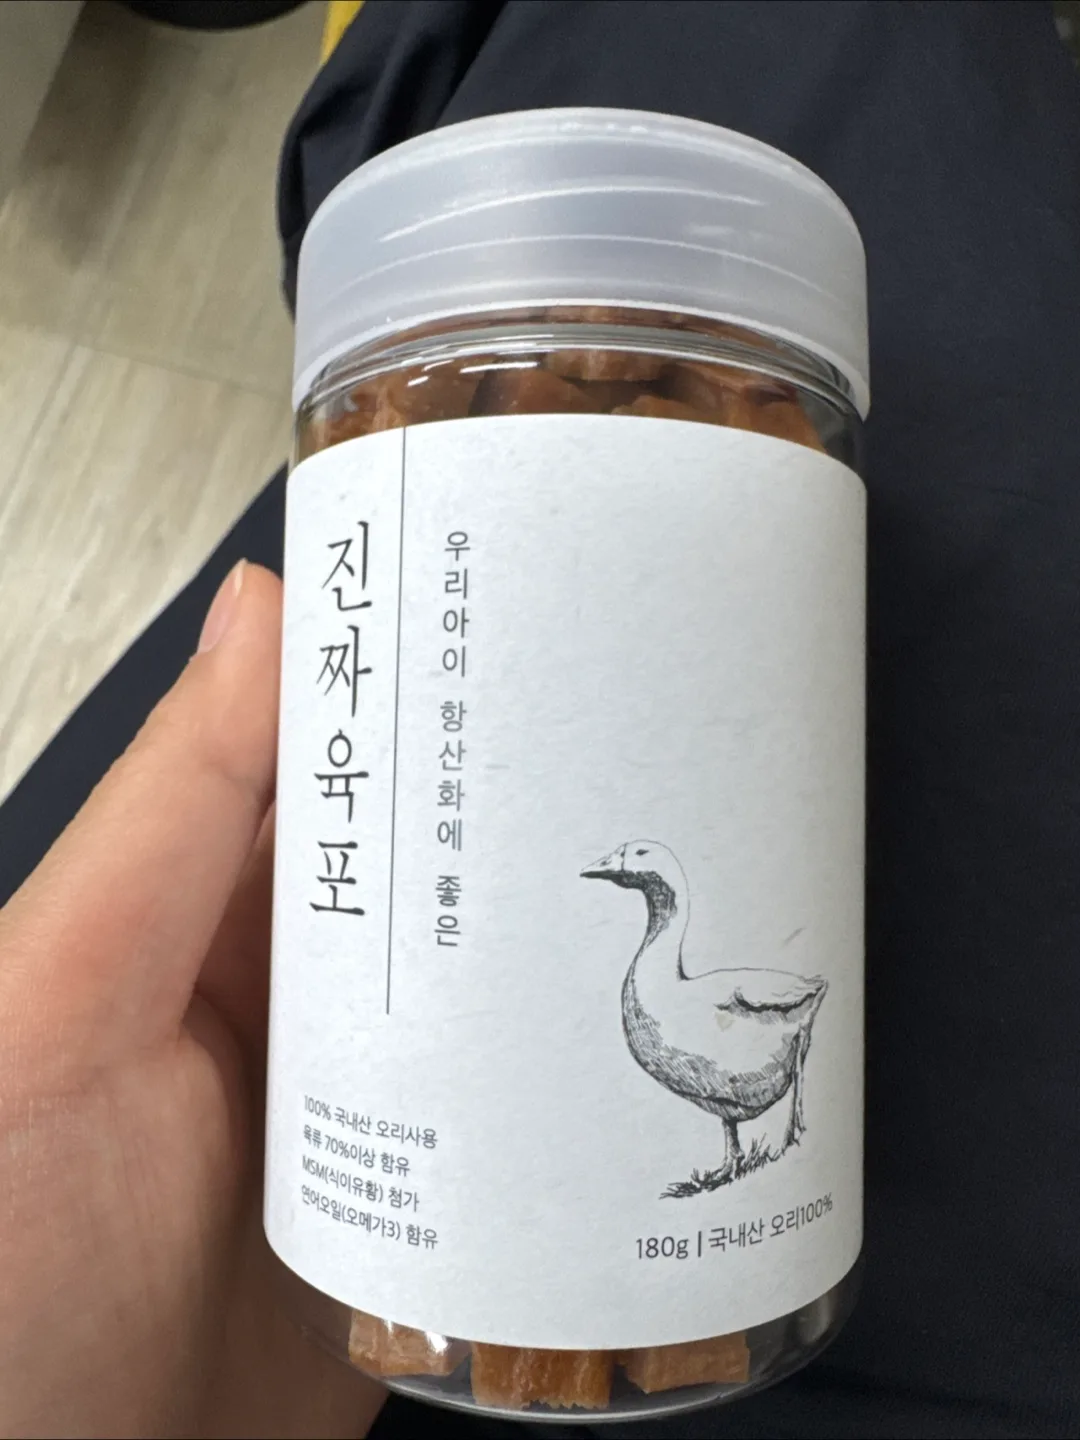 진짜육포
우리아이 항산화에 좋은
100% 국내산 오리사용
육류 70%이상 함유
MSM(식이유황) 첨가
연어오일(오메가3) 함유
180g | 국내산 오리100%